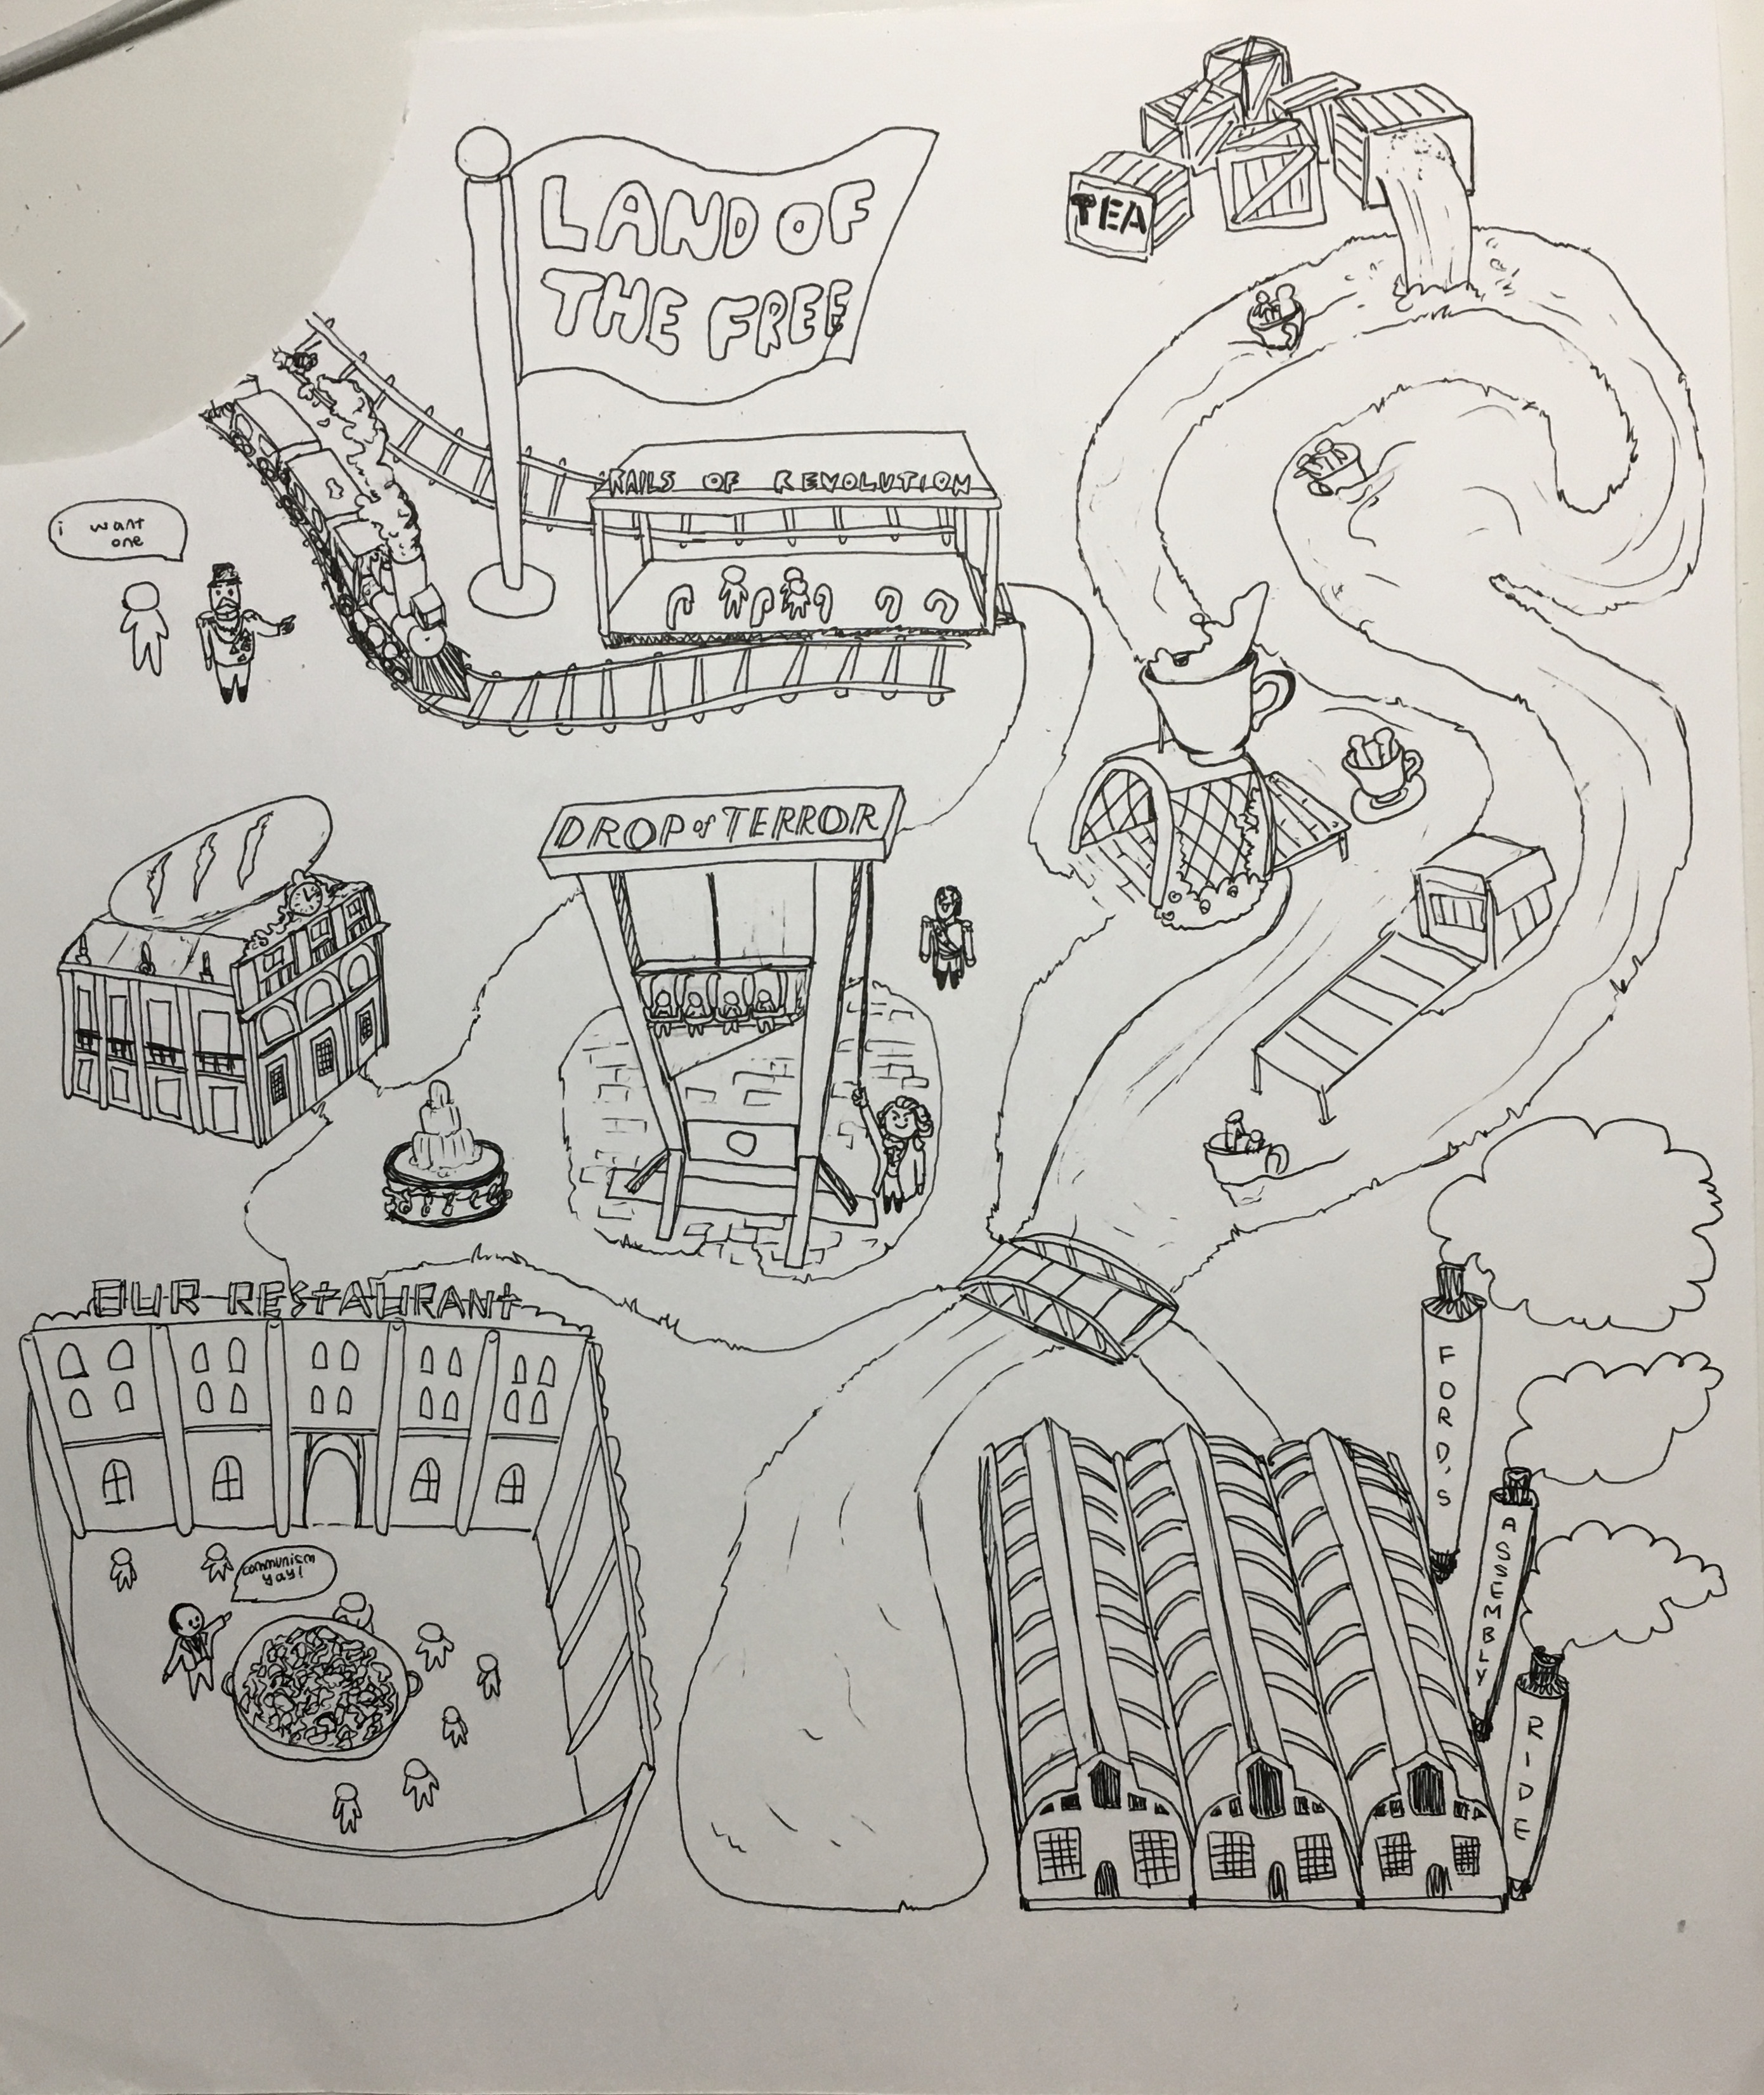 LAND OF
THE FREE
TEA
RAILS OF REVOLUTION
i want
one
DROP of TERROR
OUR RESTAURANT
communism
yay!
FORD'S
ASSEMBLY
RIDE